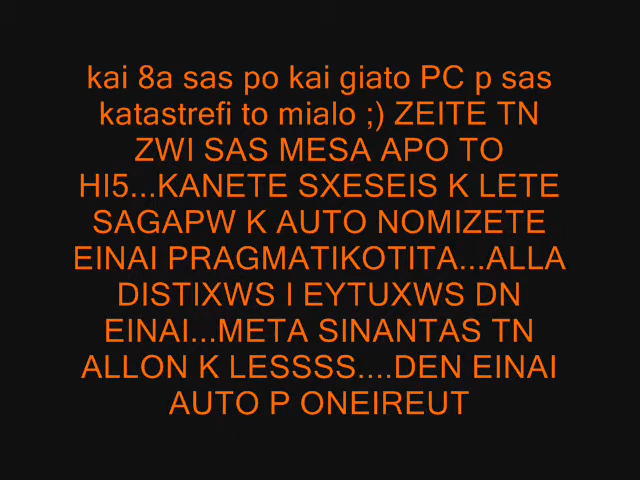 kai 8a sas po kai giato PC p sas
katastrefi to mialo ;) ZEITE TN
ZWI SAS MESA APO TO
HI5...KANETE SXESEIS K LETE
SAGAPW K AUTO NOMIZETE
EINAI PRAGMATIKOTITA...ALLA
DISTIXWS I EYTUXWS DN
EINAI...META SINANTAS TN
ALLON K LESSSS....DEN EINAI
AUTO P ONEIREUT